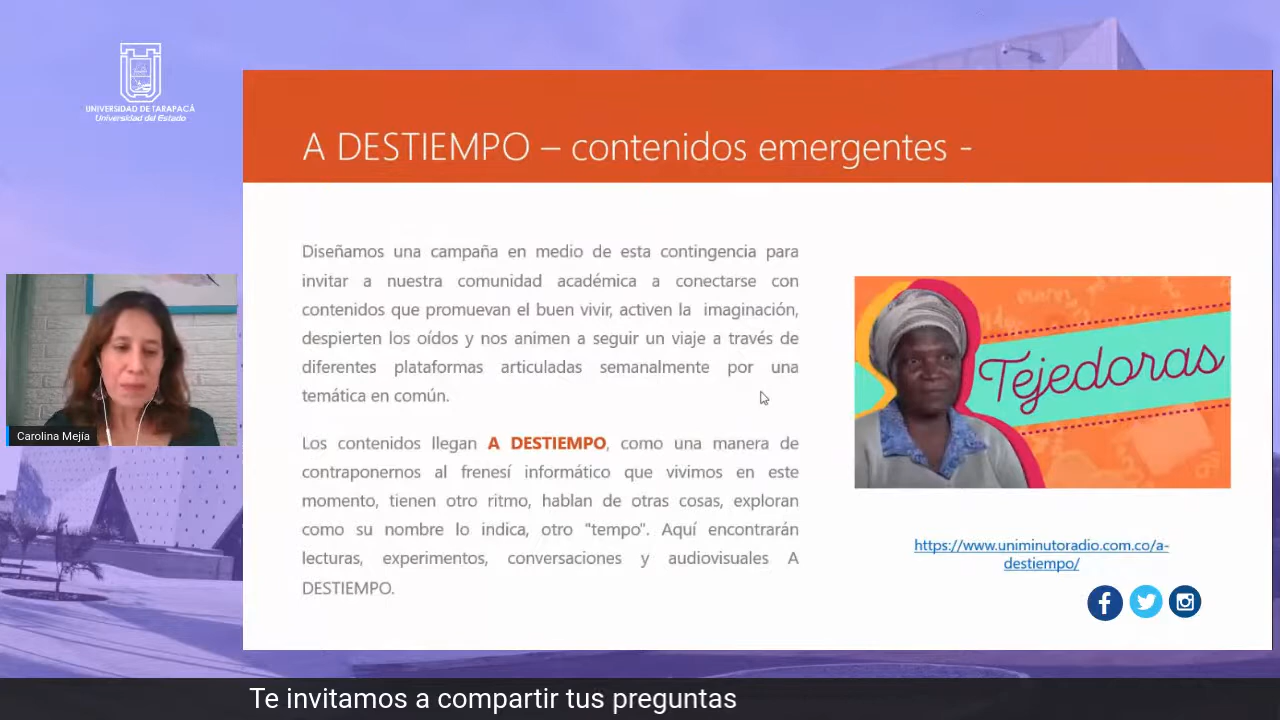 UNIVERSIDAD DE TARAPACÁ
Universidad del Estado
A DESTIEMPO – contenidos emergentes -
Diseñamos una campaña en medio de esta contingencia para
invitar a nuestra comunidad académica a conectarse con
contenidos que promuevan el buen vivir, activen la imaginación,
despierten los oídos y nos animen a seguir un viaje a través de
diferentes plataformas articuladas semanalmente por una
temática en común.
Los contenidos llegan A DESTIEMPO, como una manera de
contraponernos al frenesí informático que vivimos en este
momento, tienen otro ritmo, hablan de otras cosas, exploran
como su nombre lo indica, otro "tempo". Aquí encontrarán
lecturas, experimentos, conversaciones y audiovisuales A
DESTIEMPO.
Tejedoras
https://www.uniminutoradio.com.co/a-
destiempo/
Carolina Mejía
Te invitamos a compartir tus preguntas